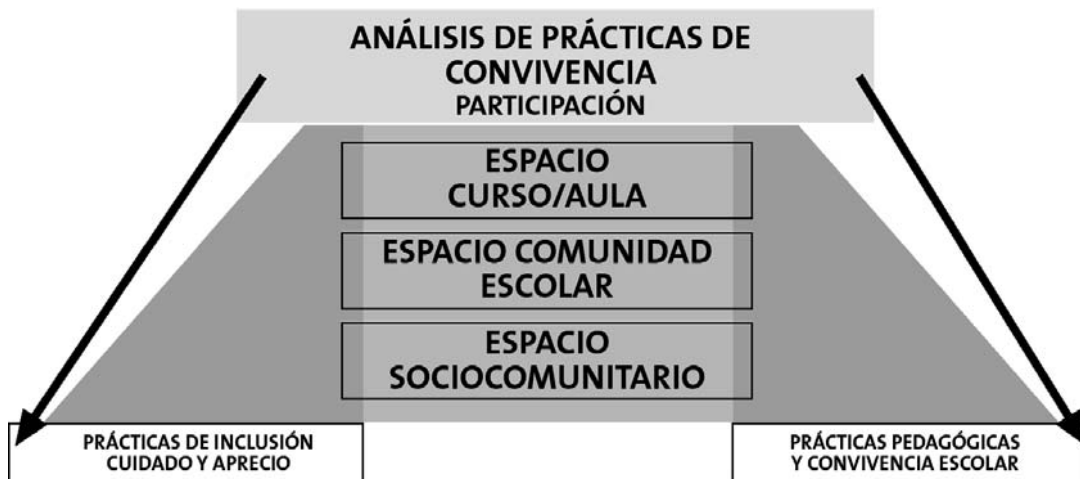 ANÁLISIS DE PRÁCTICAS DE
CONVIVENCIA
PARTICIPACIÓN
ESPACIO
CURSO/AULA
ESPACIO COMUNIDAD
ESCOLAR
ESPACIO
SOCIOCOMUNITARIO
PRÁCTICAS DE INCLUSIÓN
CUIDADO Y APRECIO
PRÁCTICAS PEDAGÓGICAS
Y CONVIVENCIA ESCOLAR